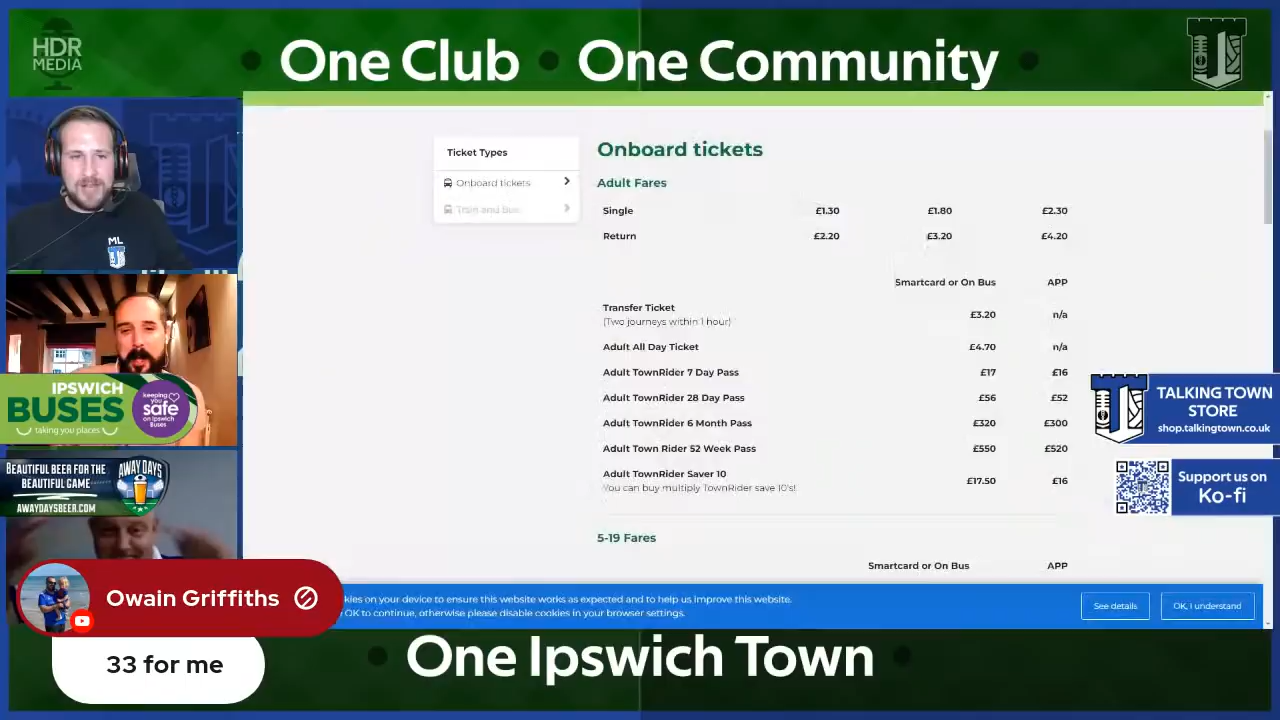 HDR
MEDIA
One Club • One Community
Ticket Types
Onboard tickets
Train and Bus
Onboard tickets
Adult Fares
Single £1.30 £1.80 £2.30
Return £2.20 £3.20 £4.20
Smartcard or On Bus APP
Transfer Ticket
(Two journeys within 1 hour) £3.20 n/a
Adult All Day Ticket £4.70 n/a
Adult TownRider 7 Day Pass £17 £16
Adult TownRider 28 Day Pass £56 £52
Adult TownRider 6 Month Pass £320 £300
Adult Town Rider 52 Week Pass £550 £520
Adult TownRider Saver 10
You can buy multiply TownRider save 10's! £17.50 £16
5-19 Fares
Smartcard or On Bus APP
kies on your device to ensure this website works as expected and to help us improve this website.
OK to continue, otherwise please disable cookies in your browser settings.
See details
OK, I understand
ML
IPSWICH
BUSES
taking you places
keeping you
safe
on Ipswich
Buses
BEAUTIFUL BEER FOR THE
BEAUTIFUL GAME
AWAYDAYSBEER.COM
AWAY DAYS
TALKING TOWN
STORE
shop.talkingtown.co.uk
Support us on
Ko-fi
Owain Griffiths
33 for me
One Ipswich Town